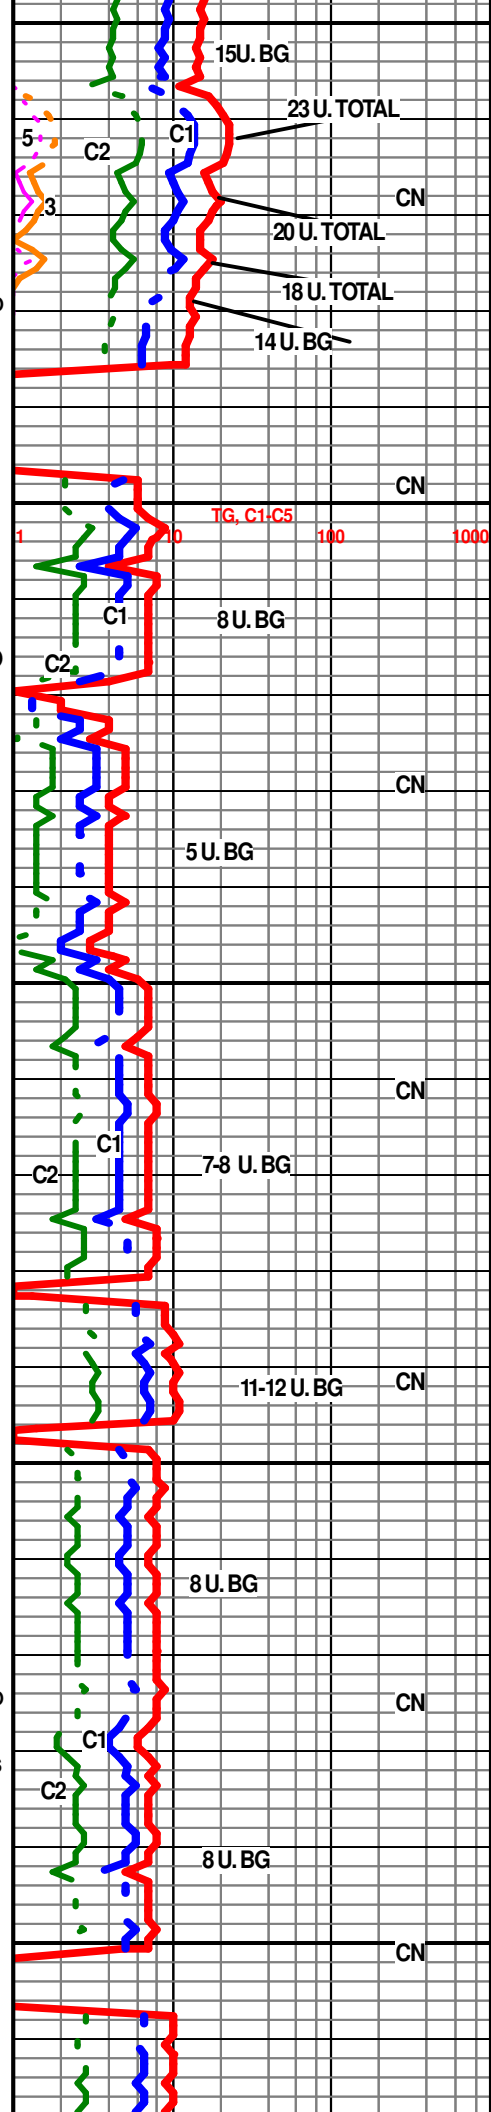 15U. BG
23 U. TOTAL
C1
5
C2
CN
3
20 U. TOTAL
18 U. TOTAL
14 U. BG
CN
TG, C1-C5
1 10 100 1000
C1
8 U. BG
C2
CN
5 U. BG
CN
C1
C2
7-8 U. BG
CN
11-12 U. BG
8 U. BG
CN
C1
C2
8 U. BG
CN